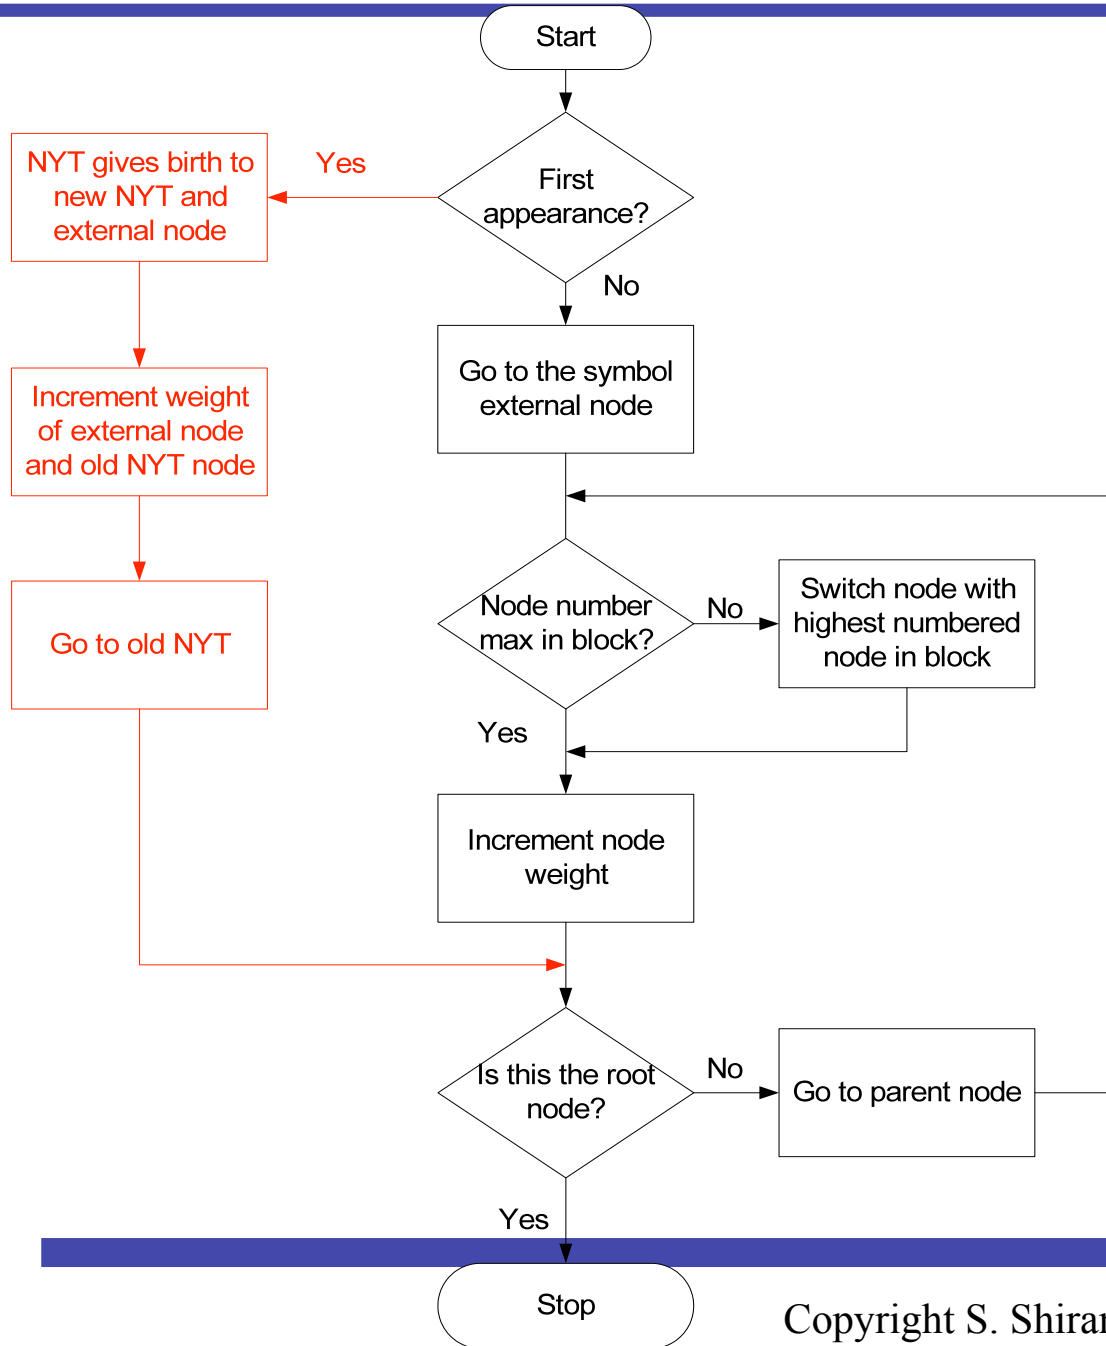 Start
First
appearance?
Yes
NYT gives birth to
new NYT and
external node
No
Increment weight
of external node
and old NYT node
Go to the symbol
external node
Go to old NYT
Node number
max in block?
No
Switch node with
highest numbered
node in block
Yes
Increment node
weight
Is this the root
node?
No
Go to parent node
Yes
Stop
Copyright S.